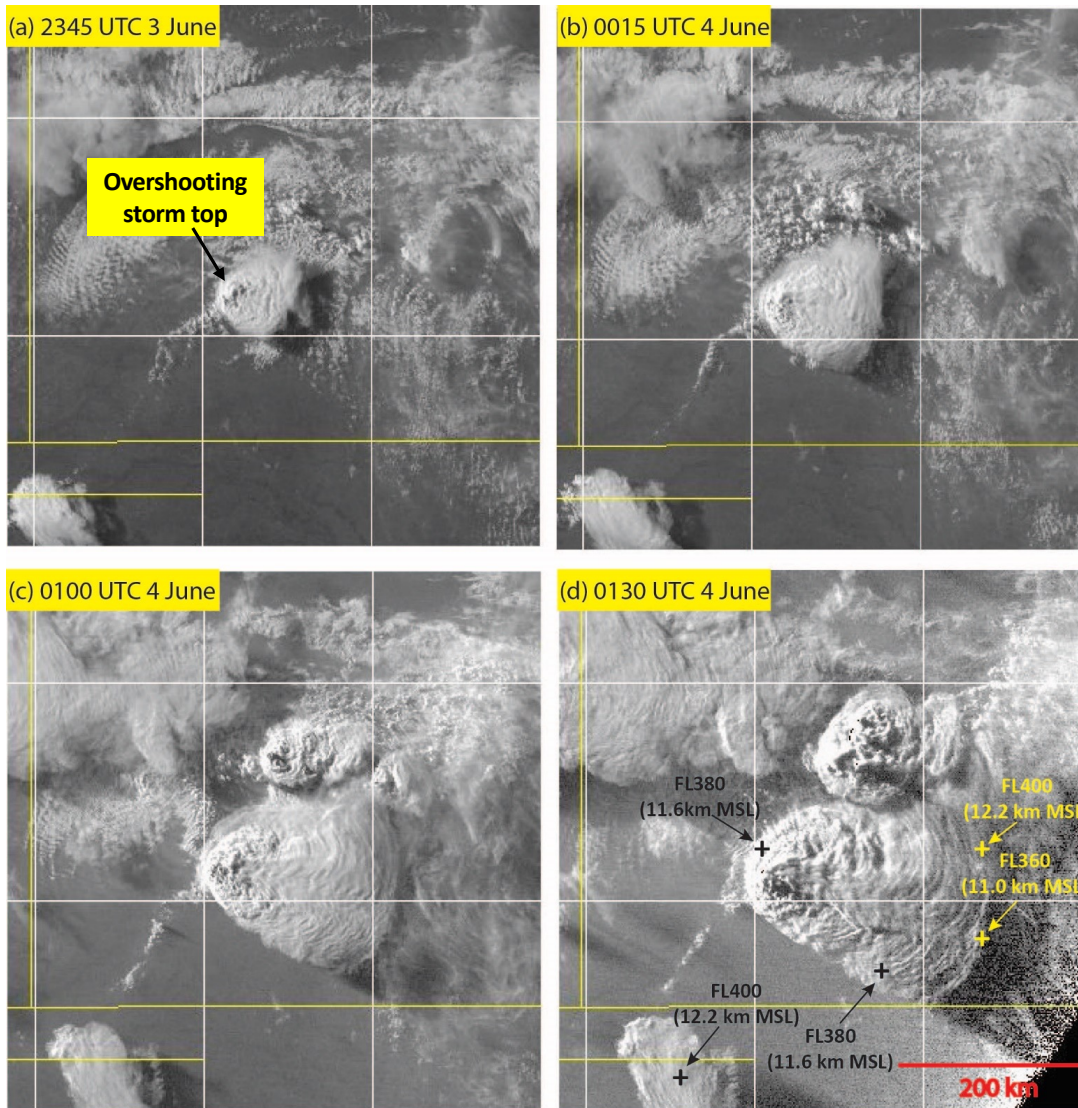 (a) 2345 UTC 3 June
(b) 0015 UTC 4 June
Overshooting
storm top
(c) 0100 UTC 4 June
(d) 0130 UTC 4 June
FL380
(11.6km MSL)
FL400
(12.2 km MSL
FL360
(11.0 km MSL
FL400
(12.2 km MSL)
FL380
(11.6 km MSL)
200 km